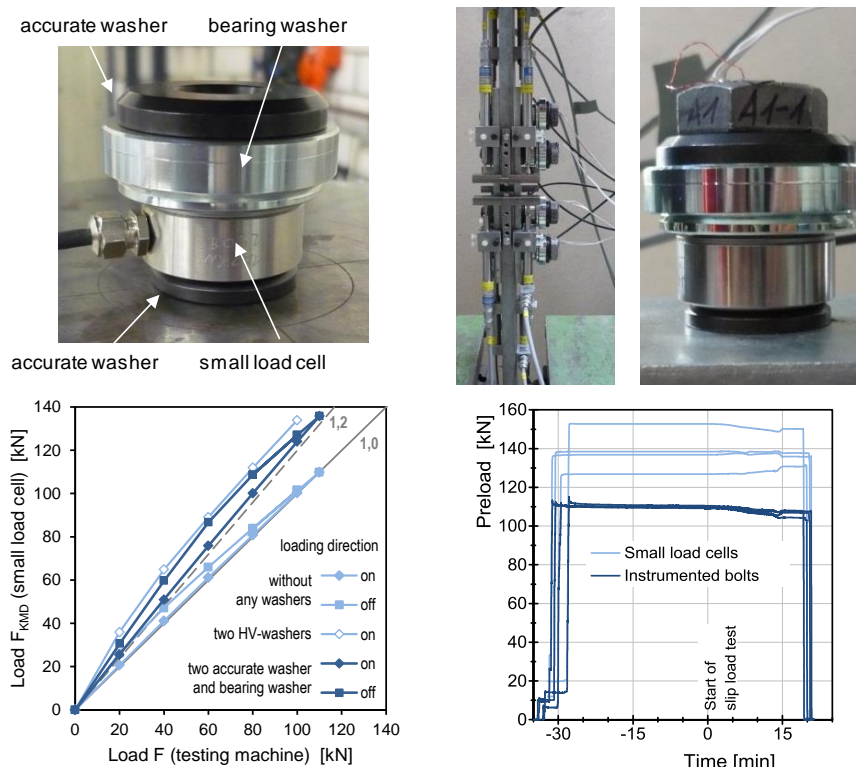 accurate washer bearing washer
accurate washer small load cell
A1 A1-1
140
120
100
80
60
40
20
0
Load F_KMD (small load cell) [kN]
1,2
1,0
loading direction
without any washers
on
off
two HV-washers
on
two accurate washer and bearing washer
on
off
0 20 40 60 80 100 120 140
Load F (testing machine) [kN]
160
140
120
100
80
60
40
20
0
Preload [kN]
Small load cells
Instrumented bolts
Start of
slip load test
-30 -15 0 15 30
Time [min]